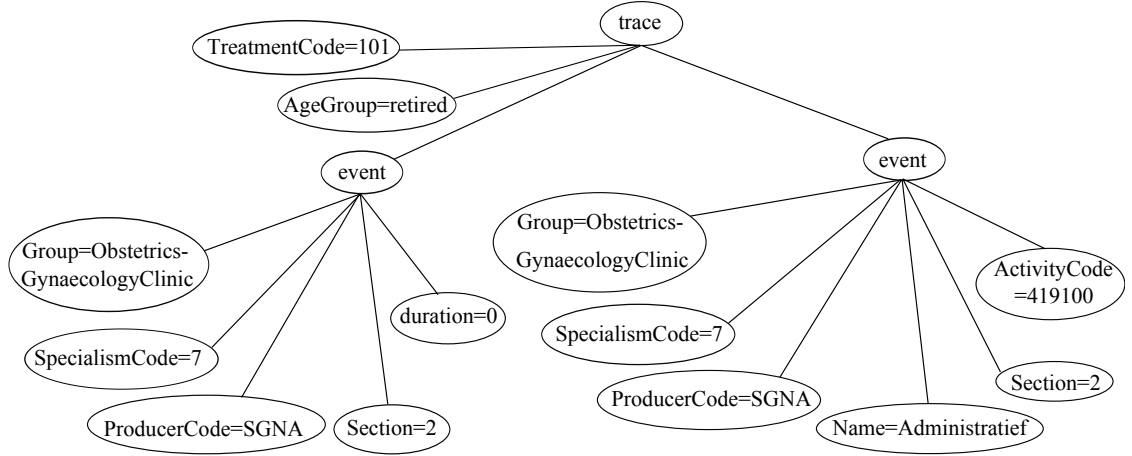 trace
TreatmentCode=101
AgeGroup=retired
event
event
Group=Obstetrics-
GynaecologyClinic
SpecialismCode=7
ProducerCode=SGNA
Section=2
duration=0
Group=Obstetrics-
GynaecologyClinic
SpecialismCode=7
ProducerCode=SGNA
Name=Administratief
Section=2
ActivityCode
=419100